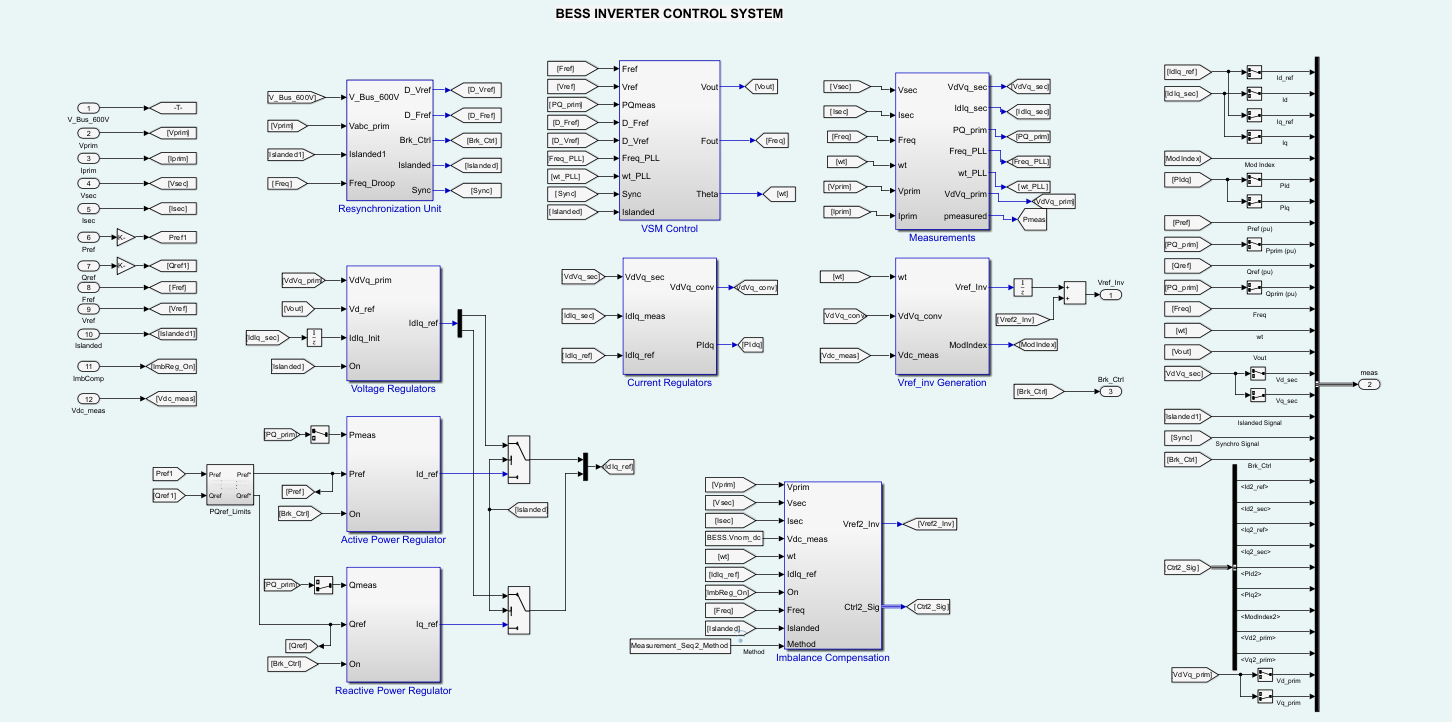 BESS INVERTER CONTROL SYSTEM
1
-T-
V_Bus_600V
2
[Vprim]
Vprim
3
[Iprim]
Iprim
4
[Vsec]
Vsec
5
[Isec]
Isec
6
K-
Pref1
Pref
7
K-
[Qref1]
Qref
8
[Fref]
Fref
9
[Vref]
Vref
10
[Islanded1]
Islanded
11
[ImbReg_On]
ImbComp
12
[Vdc_meas]
Vdc_meas
V_Bus_600V
[Vprim]
Islanded1]
[Freq]
V_Bus_600V
Vabc_prim
Islanded1
Freq_Droop
D_Vref
D_Fref
Brk_Ctrl
Islanded
Sync
[D_Vref]
[D_Fref]
[Brk_Ctrl]
[Islanded]
[Sync]
Resynchronization Unit
[Fref]
[Vref]
[PQ_prim]
[D_Fref]
[D_Vref]
Freq_PLL]
[wt_PLL]
[Sync]
[Islanded]
Fref
Vref
PQmeas
D_Fref
D_Vref
Freq_PLL
wt_PLL
Sync
Islanded
Vout
Fout
Theta
[Vout]
[Freq]
[wt]
VSM Control
[Vsec]
[Isec]
[Freq]
[wt]
[Vprim]
[Iprim]
Vsec
Isec
Freq
wt
Vprim
Iprim
VdVq_sec
IdIq_sec
PQ_prim
Freq_PLL
wt_PLL
VdVq_prim
pmeasured
[VdVq_sec]
[IdIq_sec]
[PQ_prim]
[Freq_PLL]
[wt_PLL]
[VdVq_prim]
Pmeas
Measurements
[VdVq_prim]
[Vout]
[IdIq_sec]
1
z
[Islanded]
VdVq_prim
Vd_ref
IdIq_Init
On
IdIq_ref
Voltage Regulators
VdVq_sec]
[IdIq_sec]
[IdIq_ref]
VdVq_sec
IdIq_meas
IdIq_ref
VdVq_conv
PIdq
[VdVq_conv]
[PIdq]
Current Regulators
[wt]
VdVq_conv
[Vdc_meas]
wt
VdVq_conv
Vdc_meas
Vref_Inv
ModIndex
1
z
[Vref2_Inv]
+
+
Vref_Inv
1
[ModIndex]
Vref_inv Generation
[Brk_Ctrl]
Brk_Ctrl
3
[PQ_prim]
Pref1
[Qref1]
Pref
Qref
Pref*
Qref*
PQref_Limits
[Pref]
[Brk_Ctrl]
Pmeas
Pref
On
Id_ref
Active Power Regulator
[IdIq_ref]
[Islanded]
[PQ_prim]
[Qref]
[Brk_Ctrl]
Qmeas
Qref
On
Iq_ref
Reactive Power Regulator
[Vprim]
[Vsec]
[Isec]
BESS.Vnom_dc
[wt]
[IdIq_ref]
[ImbReg_On]
[Freq]
[Islanded]
Measurement_Seq2_Method
Method
Vprim
Vsec
Isec
Vdc_meas
wt
IdIq_ref
On
Freq
Islanded
Method
Vref2_Inv
Ctrl2_Sig
[Vref2_Inv]
[Ctrl2_Sig]
Imbalance Compensation
[IdIq_ref]
Id_ref
[IdIq_sec]
Id
Iq_ref
Iq
ModIndex]
Mod Index
[PIdq]
PId
PIq
[Pref]
Pref (pu)
[PQ_prim]
Pprim (pu)
[Qref]
Qref (pu)
[PQ_prim]
Qprim (pu)
[Freq]
Freq
[wt]
wt
[Vout]
Vout
[VdVq_sec]
Vd_sec
Vq_sec
meas
2
Islanded1]
Islanded Signal
[Sync]
Synchro Signal
[Brk_Ctrl]
Brk_Ctrl
<Id2_ref>
<Id2_sec>
<Iq2_ref>
<Iq2_sec>
Ctrl2_Sig]
<PId2>
<PIq2>
<ModIndex2>
<Vd2_prim>
<Vq2_prim>
[VdVq_prim]
Vd_prim
Vq_prim